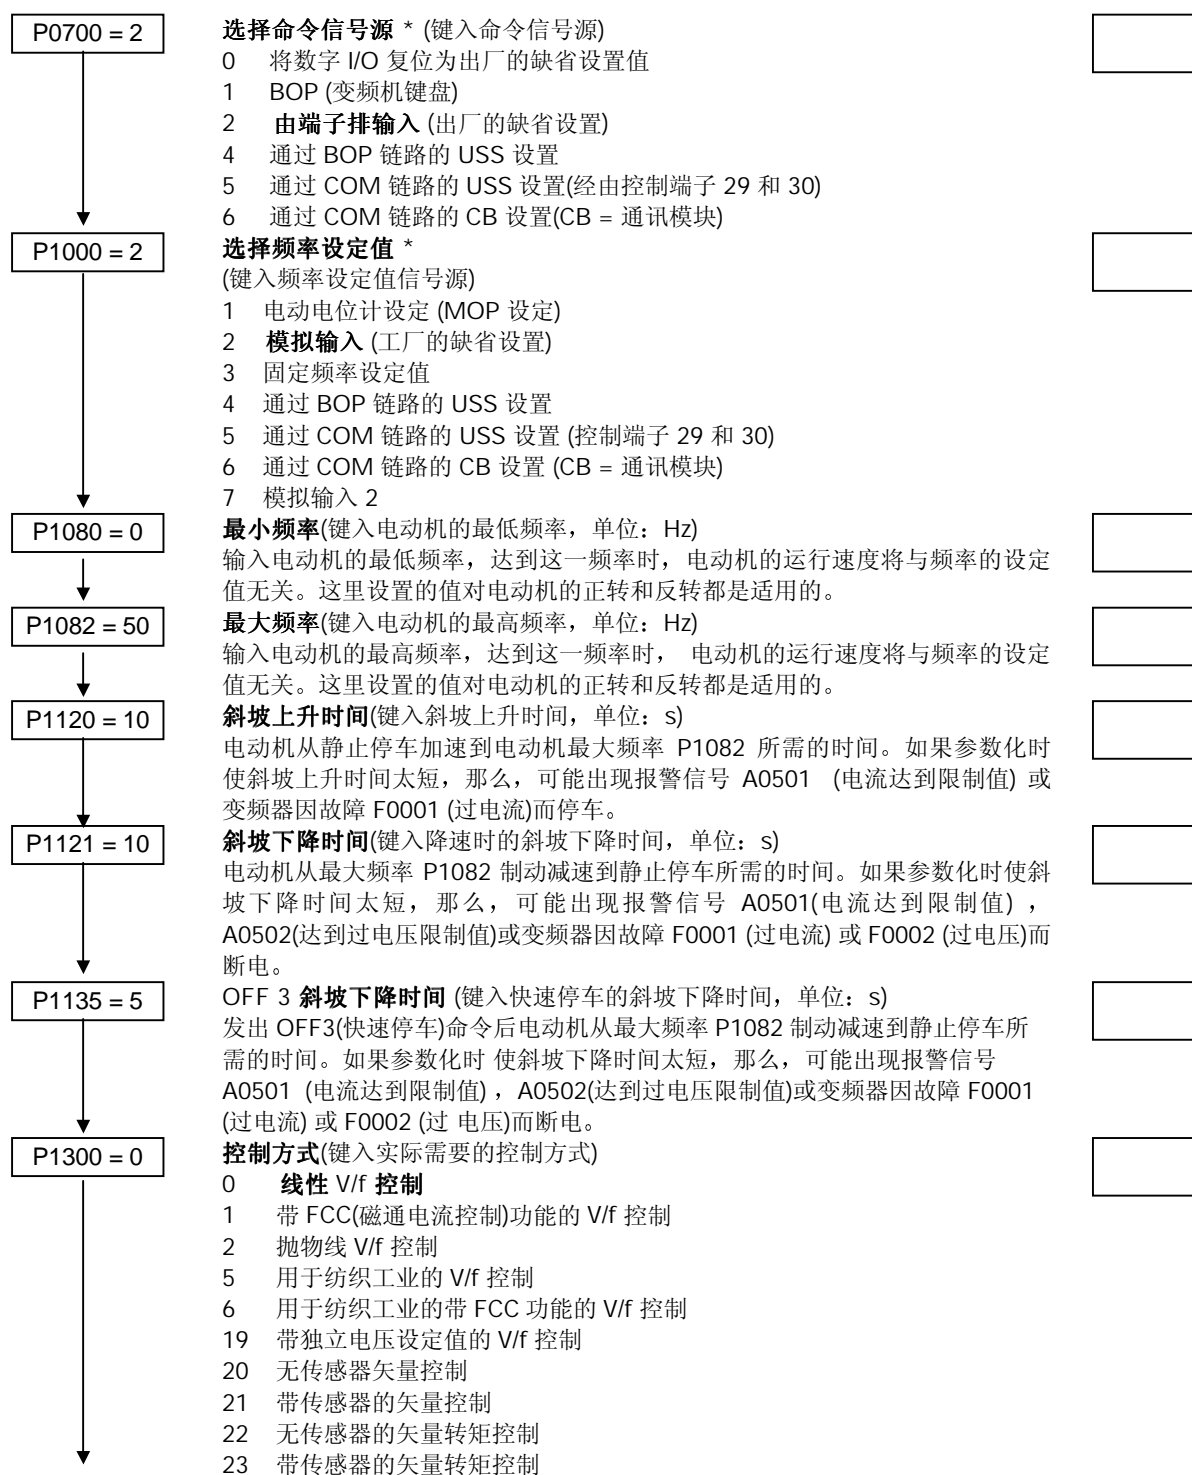 P0700 = 2
选择命令信号源 * (键入命令信号源)
0 将数字 I/O 复位为出厂的缺省设置值
1 BOP (变频机键盘)
2 由端子排输入 (出厂的缺省设置)
4 通过 BOP 链路的 USS 设置
5 通过 COM 链路的 USS 设置(经由控制端子 29 和 30)
6 通过 COM 链路的 CB 设置(CB = 通讯模块)
P1000 = 2
选择频率设定值 *
(键入频率设定值信号源)
1 电动电位计设定 (MOP 设定)
2 模拟输入 (工厂的缺省设置)
3 固定频率设定值
4 通过 BOP 链路的 USS 设置
5 通过 COM 链路的 USS 设置 (控制端子 29 和 30)
6 通过 COM 链路的 CB 设置 (CB = 通讯模块)
7 模拟输入 2
P1080 = 0
最小频率(键入电动机的最低频率，单位：Hz)
输入电动机的最低频率，达到这一频率时，电动机的运行速度将与频率的设定
值无关。这里设置的值对电动机的正转和反转都是适用的。
P1082 = 50
最大频率(键入电动机的最高频率，单位：Hz)
输入电动机的最高频率，达到这一频率时， 电动机的运行速度将与频率的设定
值无关。这里设置的值对电动机的正转和反转都是适用的。
P1120 = 10
斜坡上升时间(键入斜坡上升时间，单位：s)
电动机从静止停车加速到电动机最大频率 P1082 所需的时间。如果参数化时
使斜坡上升时间太短，那么，可能出现报警信号 A0501 (电流达到限制值) 或
变频器因故障 F0001 (过电流)而停车。
P1121 = 10
斜坡下降时间(键入降速时的斜坡下降时间，单位：s)
电动机从最大频率 P1082 制动减速到静止停车所需的时间。如果参数化时使斜
坡下降时间太短，那么，可能出现报警信号 A0501(电流达到限制值)，
A0502(达到过电压限制值)或变频器因故障 F0001 (过电流) 或 F0002 (过电压)而
断电。
P1135 = 5
OFF 3 斜坡下降时间 (键入快速停车的斜坡下降时间，单位：s)
发出 OFF3(快速停车)命令后电动机从最大频率 P1082 制动减速到静止停车所
需的时间。如果参数化时 使斜坡下降时间太短，那么，可能出现报警信号
A0501 (电流达到限制值)，A0502(达到过电压限制值)或变频器因故障 F0001
(过电流) 或 F0002 (过 电压)而断电。
P1300 = 0
控制方式(键入实际需要的控制方式)
0 线性 V/f 控制
1 带 FCC(磁通电流控制)功能的 V/f 控制
2 抛物线 V/f 控制
5 用于纺织工业的 V/f 控制
6 用于纺织工业的带 FCC 功能的 V/f 控制
19 带独立电压设定值的 V/f 控制
20 无传感器矢量控制
21 带传感器的矢量控制
22 无传感器的矢量转矩控制
23 带传感器的矢量转矩控制